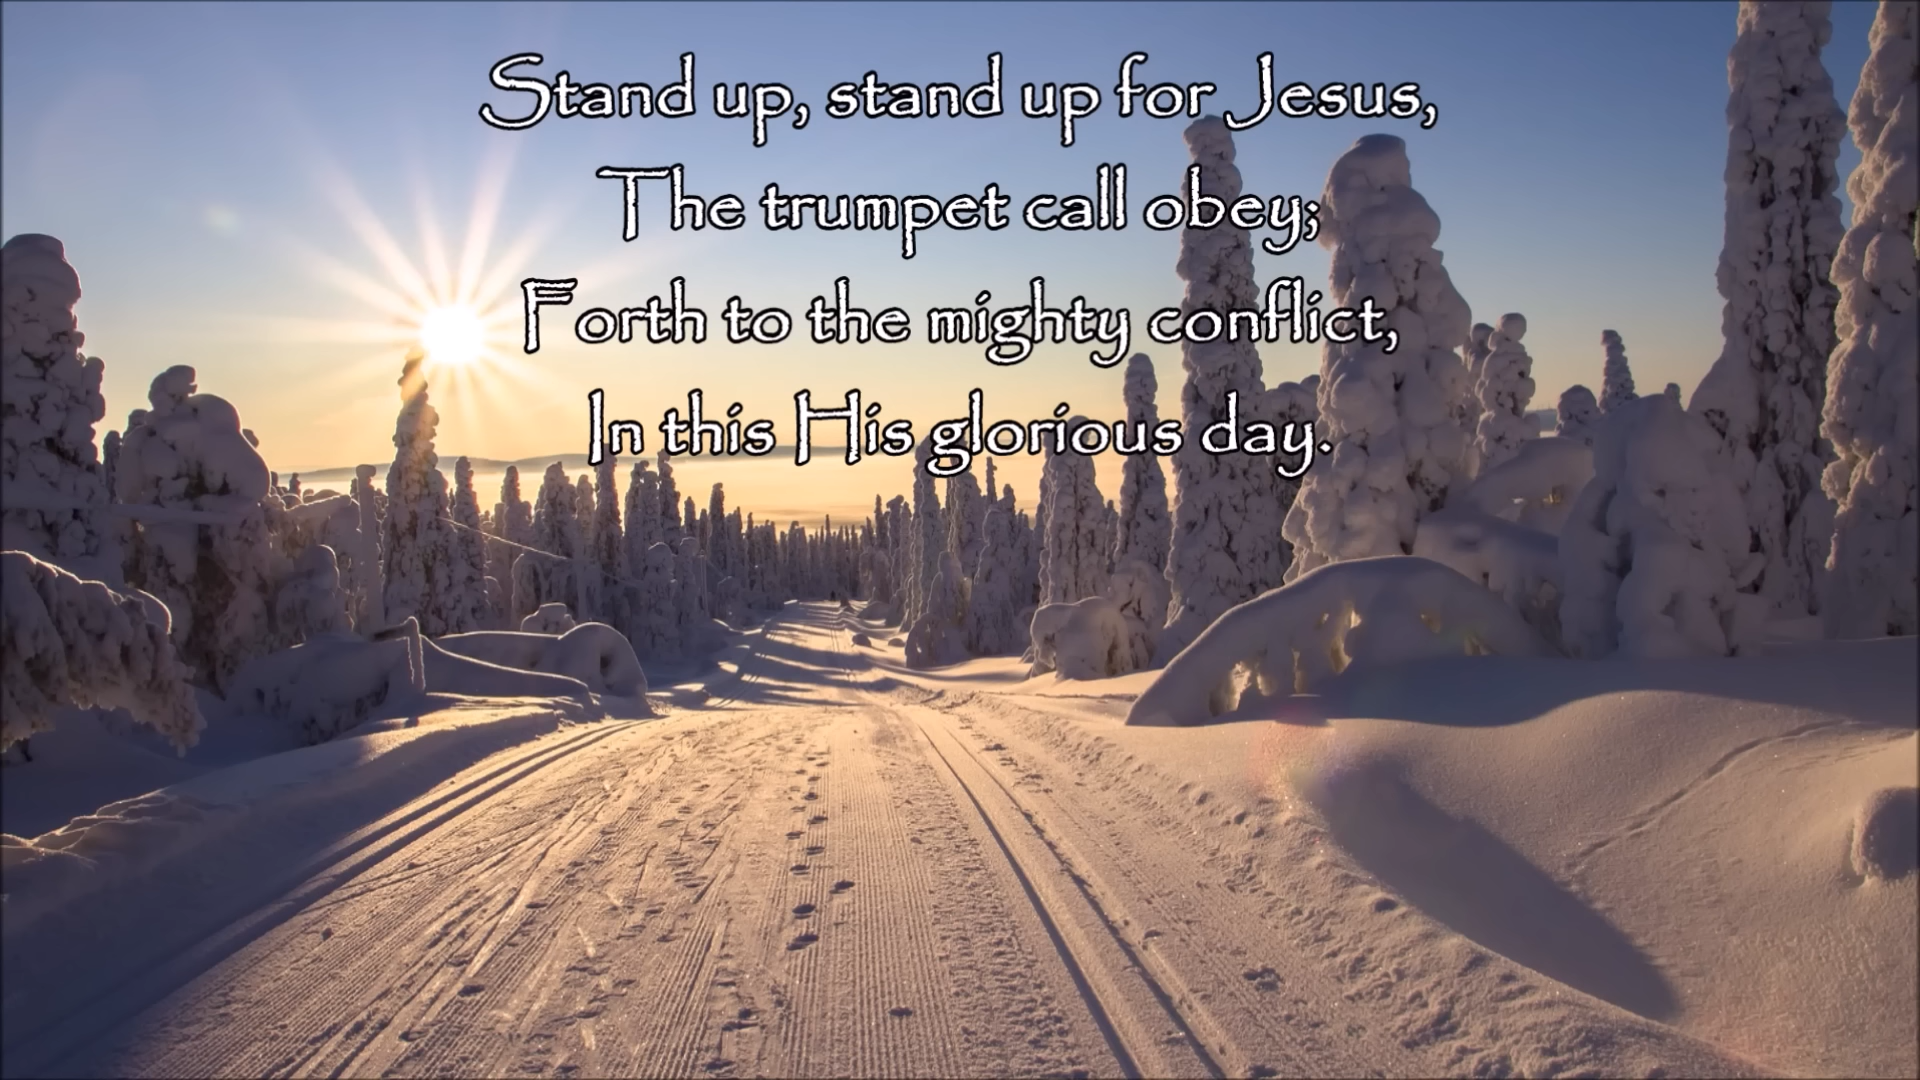 Stand up, stand up for Jesus,
The trumpet call obey;
Forth to the mighty conflict,
In this His glorious day.